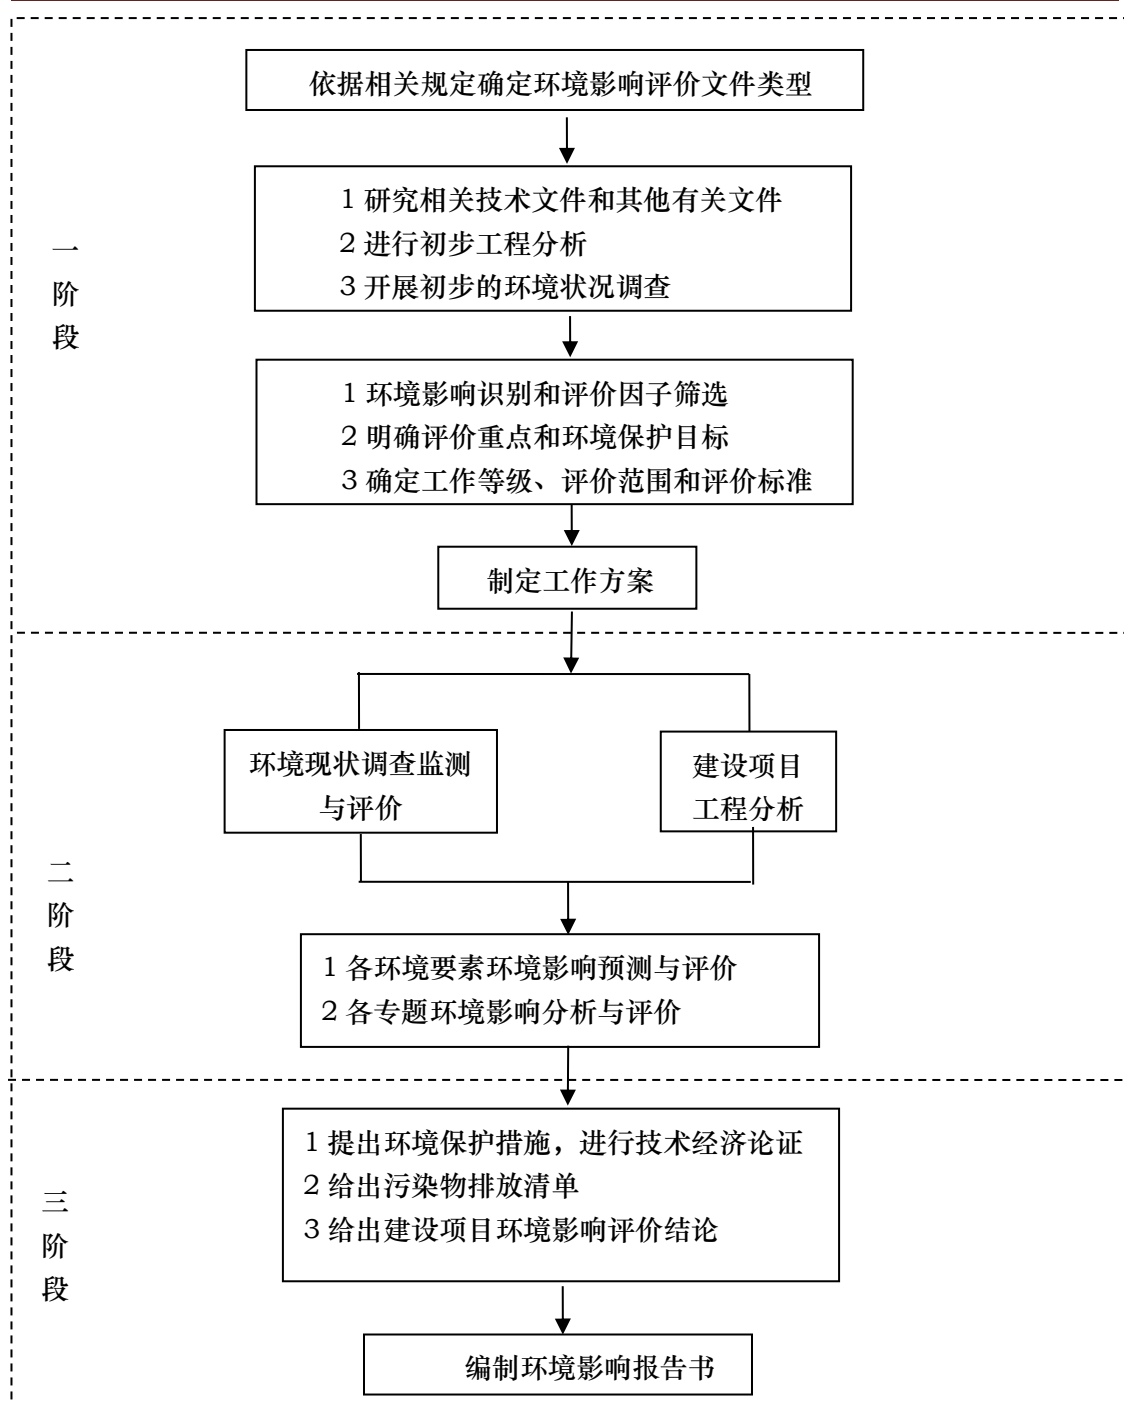 依据相关规定确定环境影响评价文件类型
1 研究相关技术文件和其他有关文件
2 进行初步工程分析
3 开展初步的环境状况调查
一
阶
段
1 环境影响识别和评价因子筛选
2 明确评价重点和环境保护目标
3 确定工作等级、评价范围和评价标准
制定工作方案
环境现状调查监测
与评价
建设项目
工程分析
二
阶
段
1 各环境要素环境影响预测与评价
2 各专题环境影响分析与评价
1 提出环境保护措施，进行技术经济论证
2 给出污染物排放清单
3 给出建设项目环境影响评价结论
三
阶
段
编制环境影响报告书